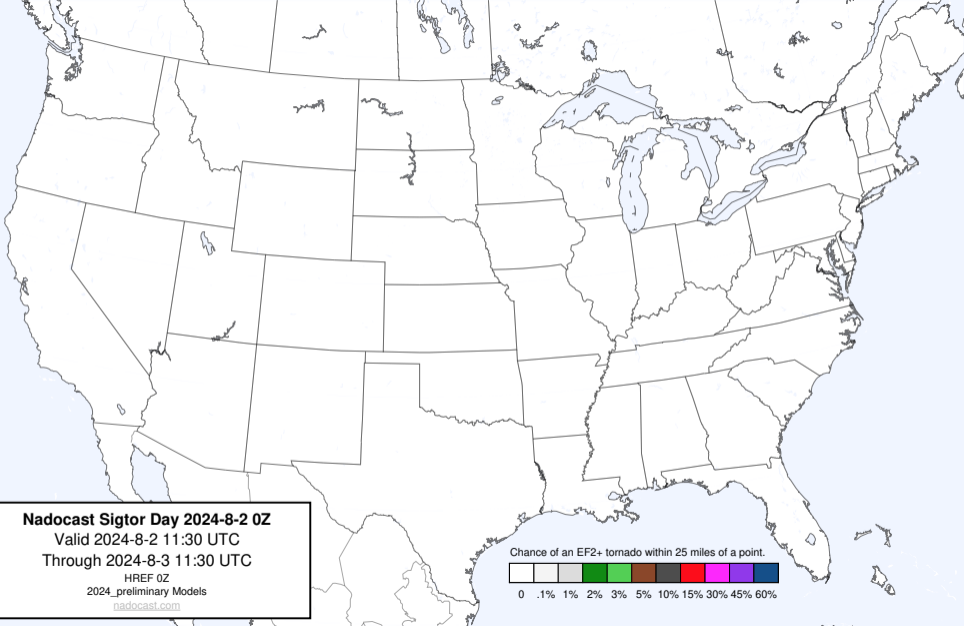 Nadocast Sigtor Day 2024-8-2 0Z
Valid 2024-8-2 11:30 UTC
Through 2024-8-3 11:30 UTC
HREF 0Z
2024_preliminary Models
nadocast.com
Chance of an EF2+ tornado within 25 miles of a point.
0 .1% 1% 2% 3% 5% 10% 15% 30% 45% 60%